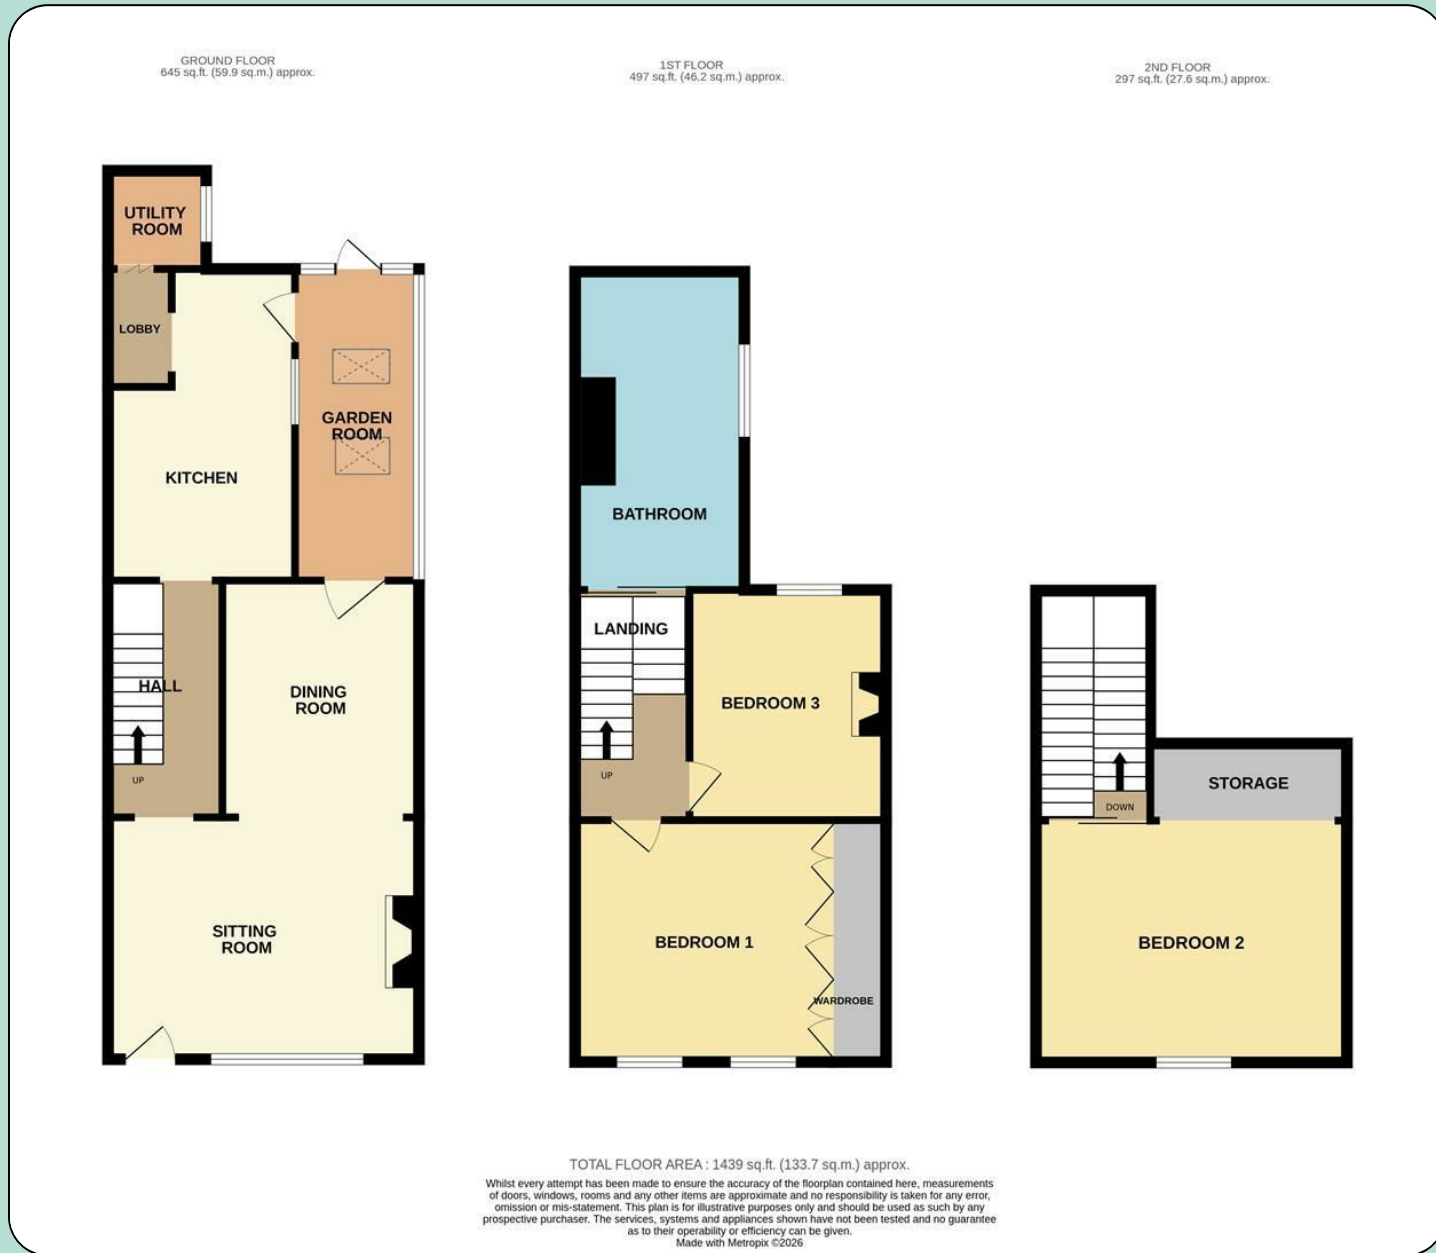 GROUND FLOOR
645 sq.ft. (59.9 sq.m.) approx.
1ST FLOOR
497 sq.ft. (46.2 sq.m.) approx.
2ND FLOOR
297 sq.ft. (27.6 sq.m.) approx.
UTILITY
ROOM
LOBBY
GARDEN
ROOM
KITCHEN
HALL
DINING
ROOM
UP
SITTING
ROOM
BATHROOM
LANDING
BEDROOM 3
UP
BEDROOM 1
WARDROBE
STORAGE
DOWN
BEDROOM 2
TOTAL FLOOR AREA : 1439 sq.ft. (133.7 sq.m.) approx.
Whilst every attempt has been made to ensure the accuracy of the floorplan contained here, measurements
of doors, windows, rooms and any other items are approximate and no responsibility is taken for any error,
omission or mis-statement. This plan is for illustrative purposes only and should be used as such by any
prospective purchaser. The services, systems and appliances shown have not been tested and no guarantee
as to their operability or efficiency can be given.
Made with Metropix ©2026